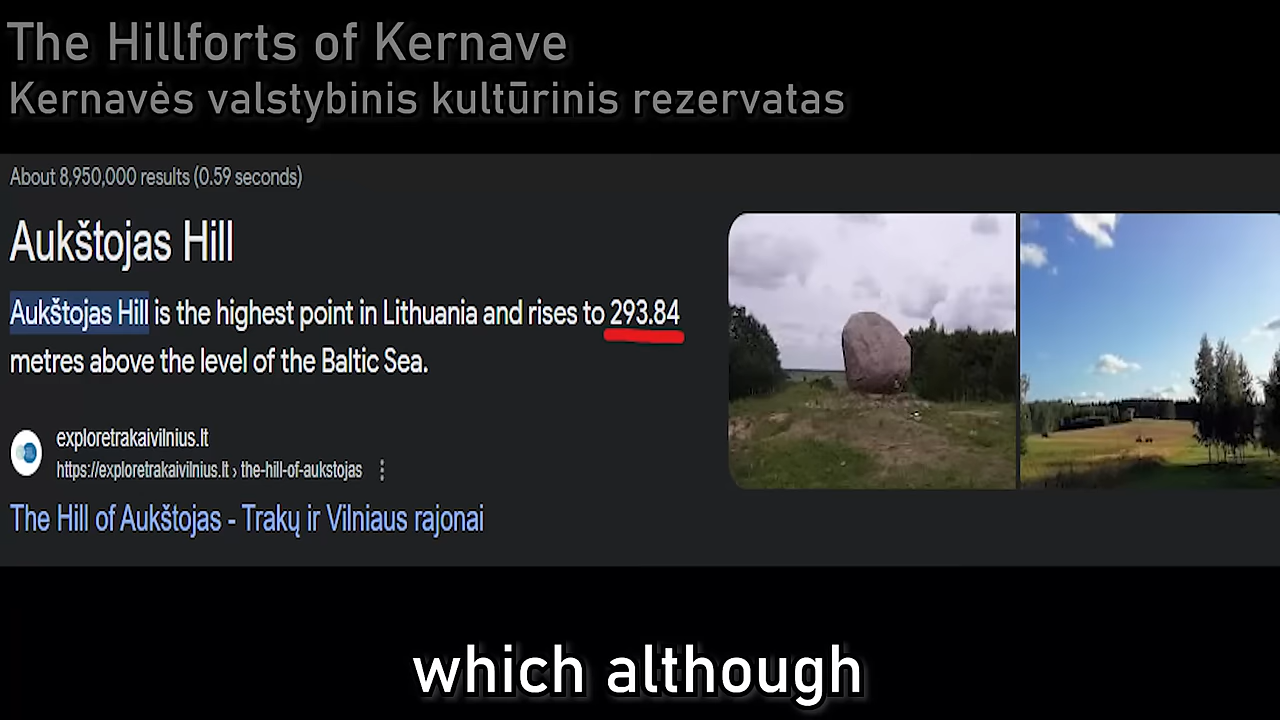 The Hillforts of Kernave
Kernavės valstybinis kultūrinis rezervatas
About 8,950,000 results (0.59 seconds)
Aukštojas Hill
Aukštojas Hill is the highest point in Lithuania and rises to 293.84
metres above the level of the Baltic Sea.
exploretrakaivilnius.lt
https://exploretrakaivilnius.lt › the-hill-of-aukstojas
The Hill of Aukštojas - Trakų ir Vilniaus rajonai
which although